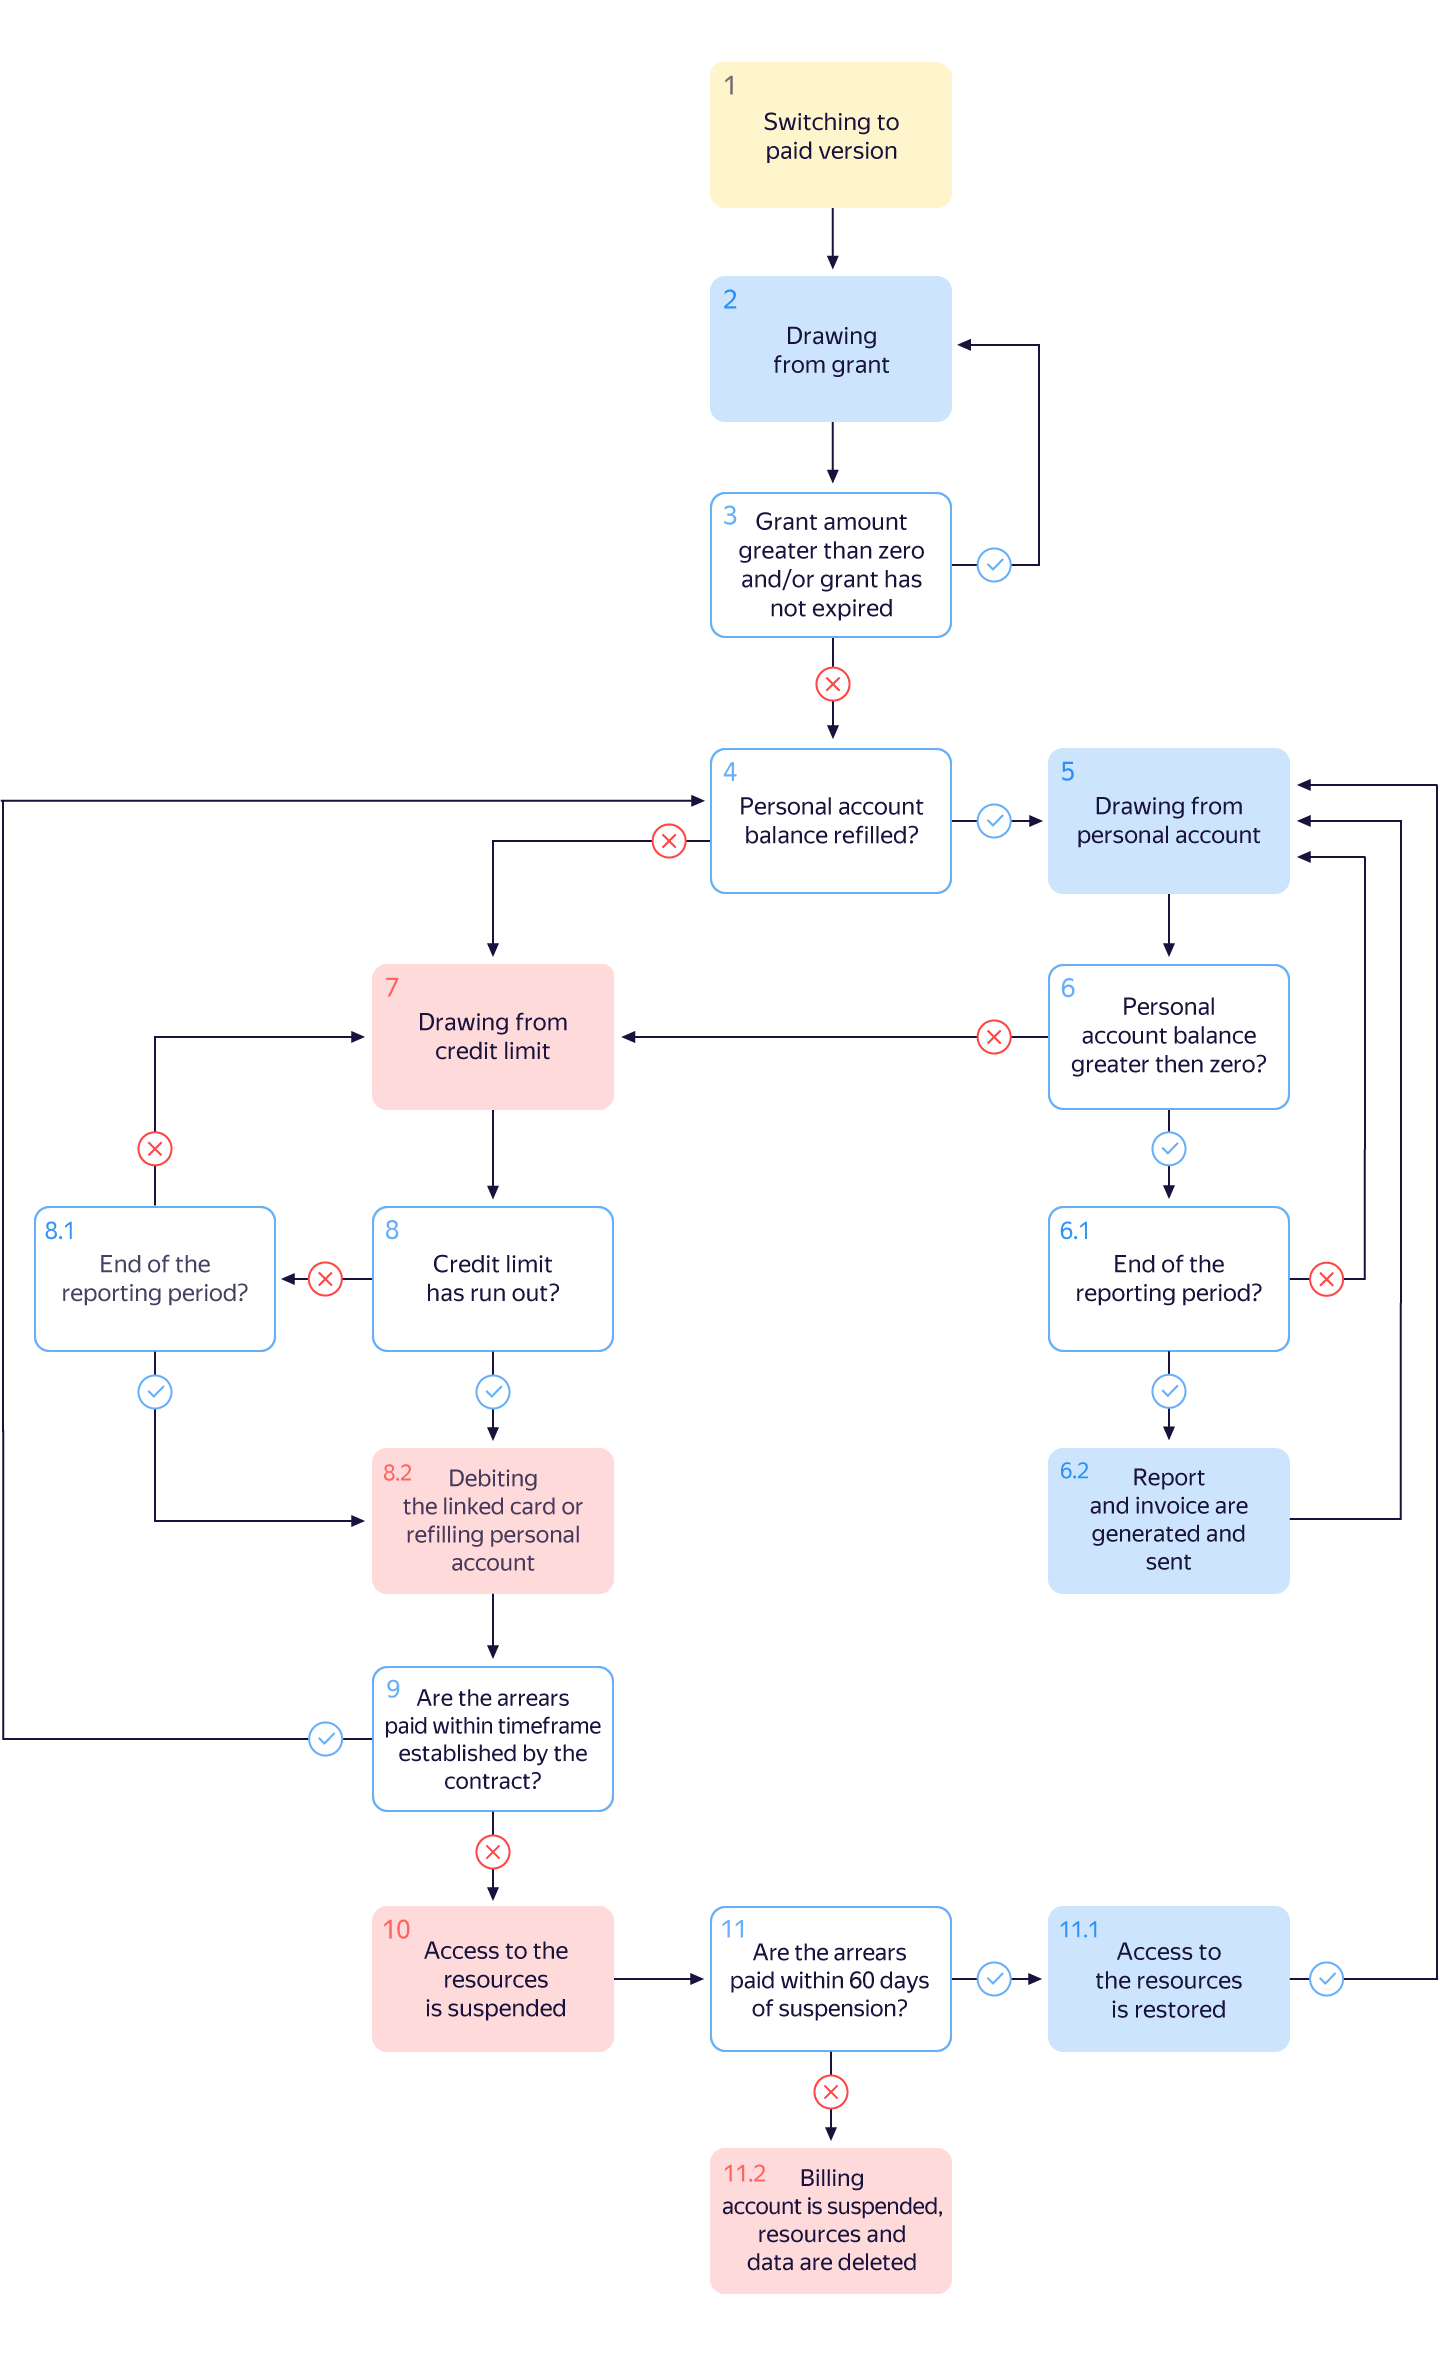 1
Switching to
paid version
2
Drawing
from grant
3
Grant amount
greater than zero
and/or grant has
not expired
4
Personal account
balance refilled?
5
Drawing from
personal account
7
Drawing from
credit limit
6
Personal
account balance
greater then zero?
8.1
End of the
reporting period?
8
Credit limit
has run out?
6.1
End of the
reporting period?
8.2
Debiting
the linked card or
refilling personal
account
6.2
Report
and invoice are
generated and
sent
9
Are the arrears
paid within timeframe
established by the
contract?
10
Access to the
resources
is suspended
11
Are the arrears
paid within 60 days
of suspension?
11.1
Access to
the resources
is restored
11.2
Billing
account is suspended,
resources and
data are deleted